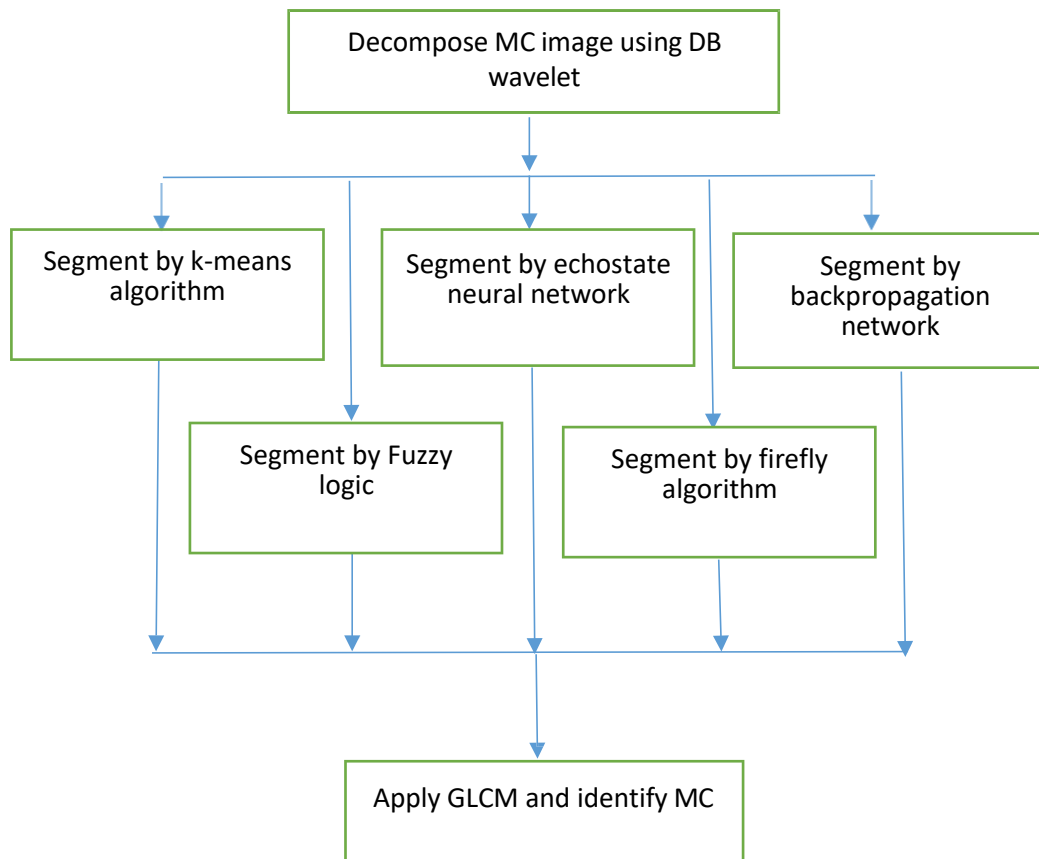 Decompose MC image using DB
wavelet
Segment by k-means
algorithm
Segment by echostate
neural network
Segment by
backpropagation
network
Segment by Fuzzy
logic
Segment by firefly
algorithm
Apply GLCM and identify MC